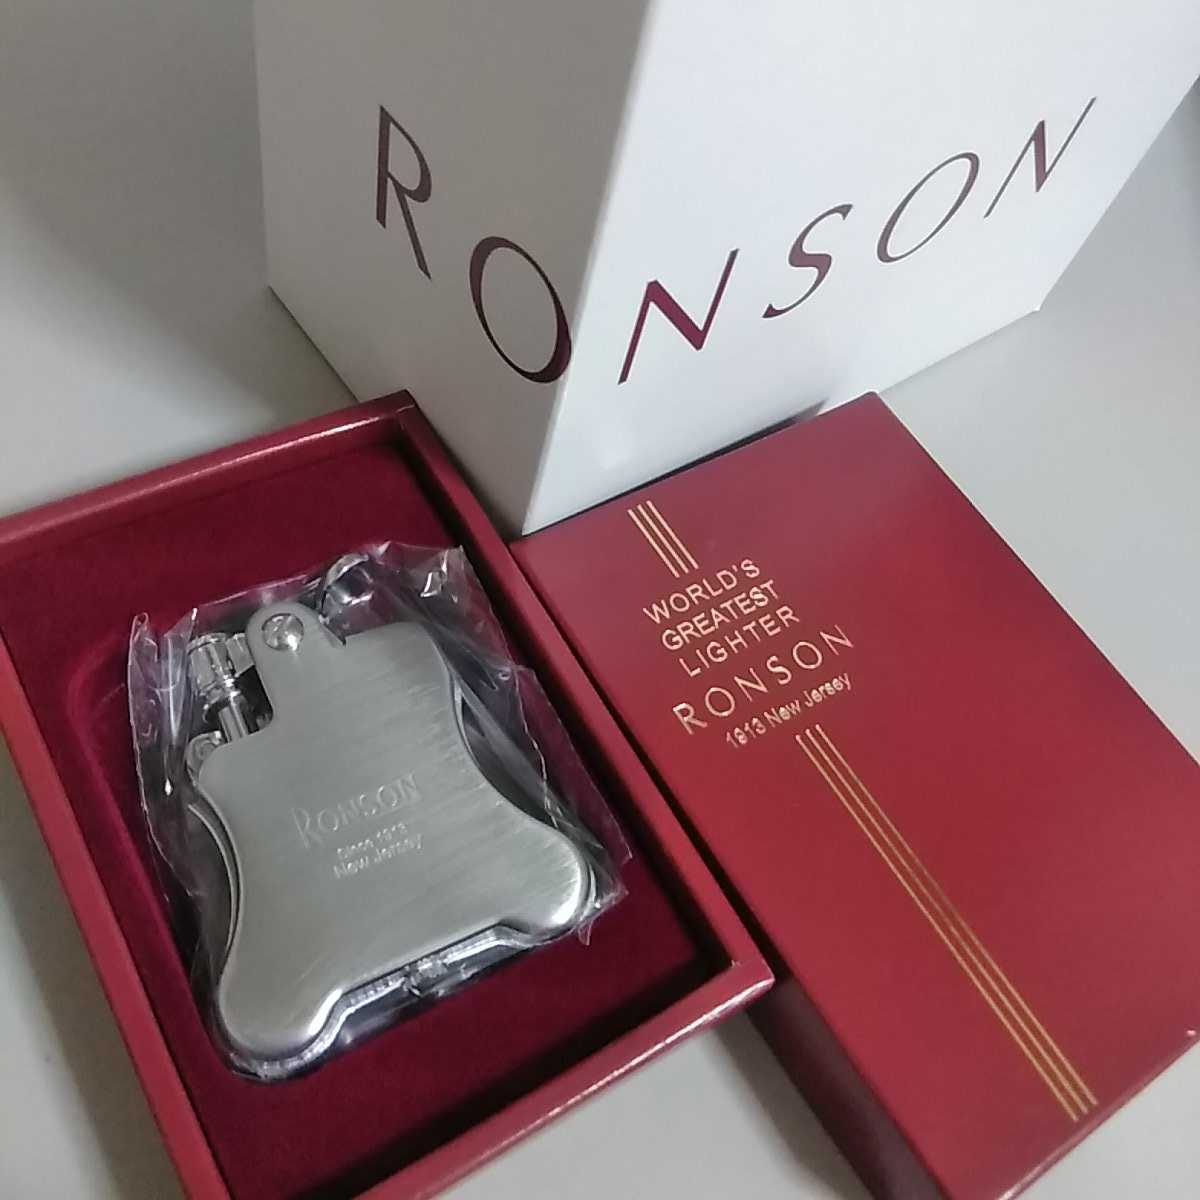 RONSON
WORLD'S
GREATEST
LIGHTER
RONSON
1913 New Jersey
RONSON
Since 1913
New Jersey